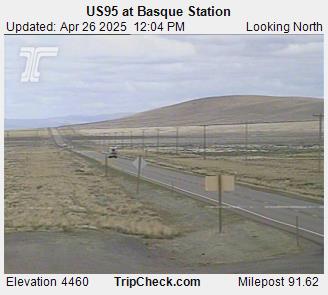 US95 at Basque Station
Updated: Apr 26 2025 12:04 PM Looking North
Elevation 4460 TripCheck.com Milepost 91.62